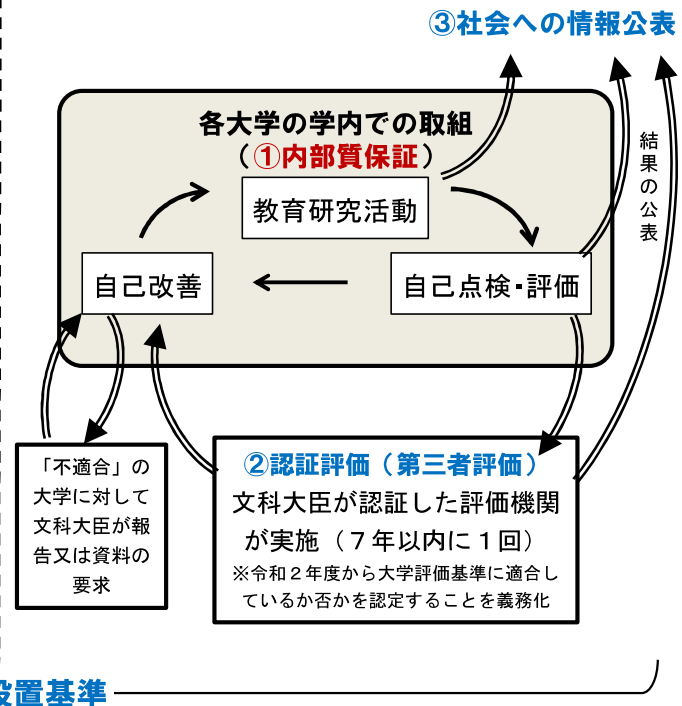 ③社会への情報公表
各大学の学内での取組
（①内部質保証）
教育研究活動
結果の公表
自己改善
自己点検・評価
「不適合」の
大学に対して
文科大臣が報
告又は資料の
要求
②認証評価（第三者評価）
文科大臣が認証した評価機関
が実施（７年以内に１回）
※令和２年度から大学評価基準に適合し
ているか否かを認定することを義務化
設置基準